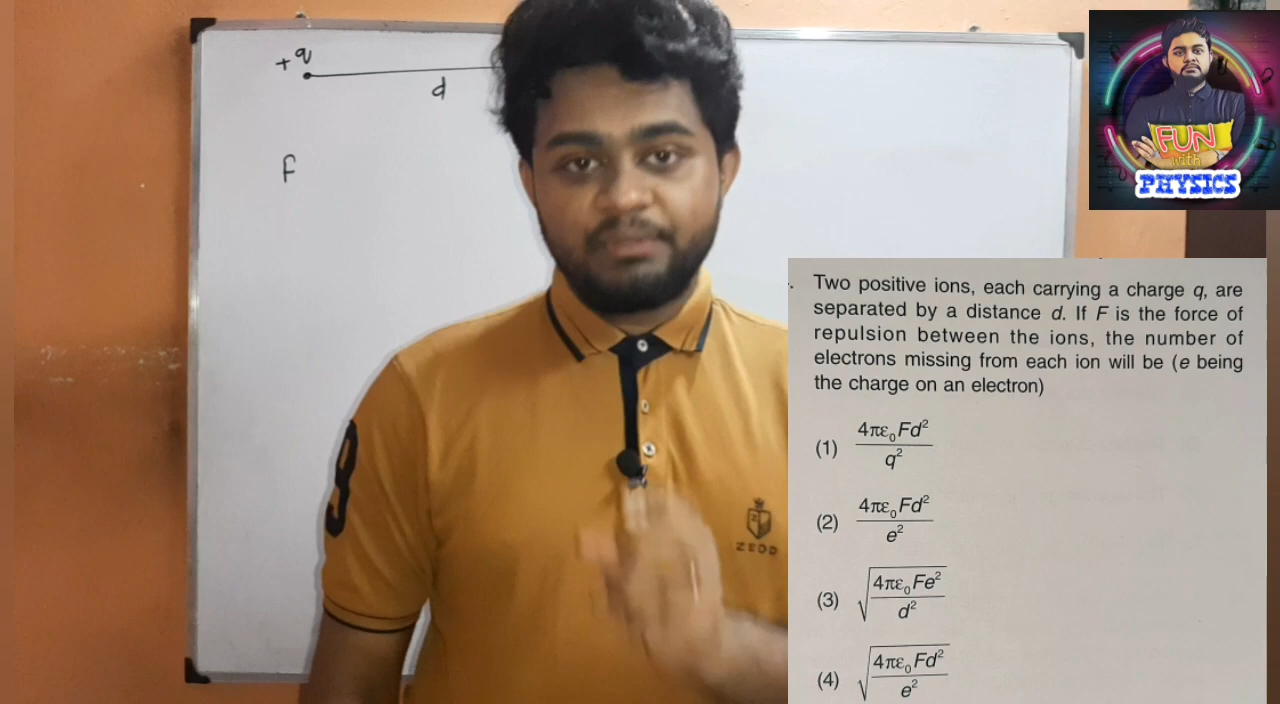 +q
d
F
FUN
with
PHYSICS
9
ZEDD
Two positive ions, each carrying a charge q, are
separated by a distance d. If F is the force of
repulsion between the ions, the number of
electrons missing from each ion will be (e being
the charge on an electron)
(1) 4πε₀Fd² / q²
(2) 4πε₀Fd² / e²
(3) √(4πε₀Fe² / d²)
(4) √(4πε₀Fd² / e²)